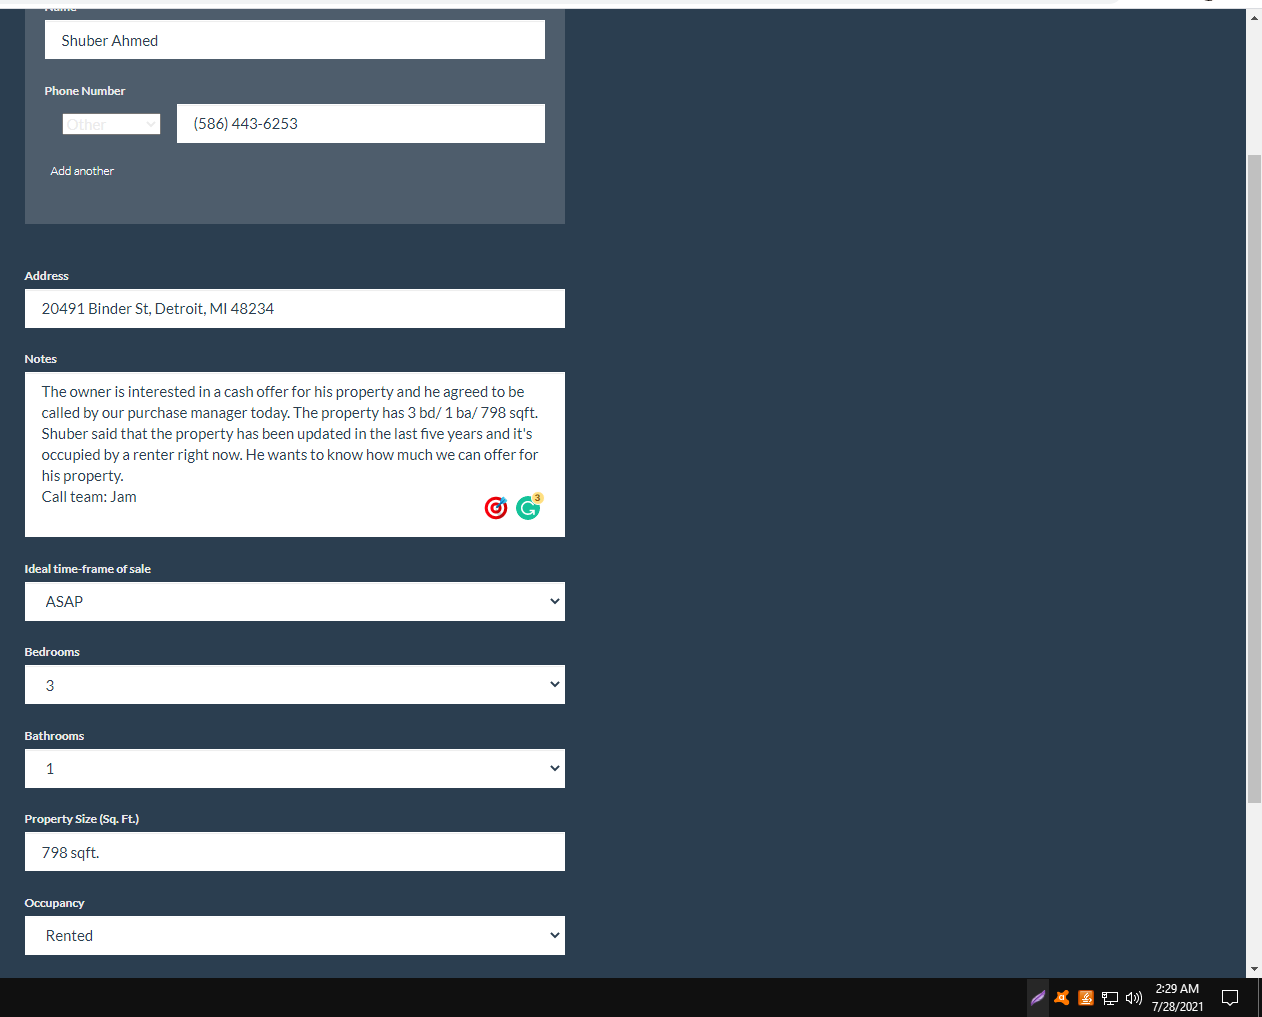 Name
Shuber Ahmed
Phone Number
Other
(586) 443-6253
Add another
Address
20491 Binder St, Detroit, MI 48234
Notes
The owner is interested in a cash offer for his property and he agreed to be
called by our purchase manager today. The property has 3 bd/ 1 ba/ 798 sqft.
Shuber said that the property has been updated in the last five years and it's
occupied by a renter right now. He wants to know how much we can offer for
his property.
Call team: Jam
3
Ideal time-frame of sale
ASAP
Bedrooms
3
Bathrooms
1
Property Size (Sq. Ft.)
798 sqft.
Occupancy
Rented
2:29 AM
7/28/2021